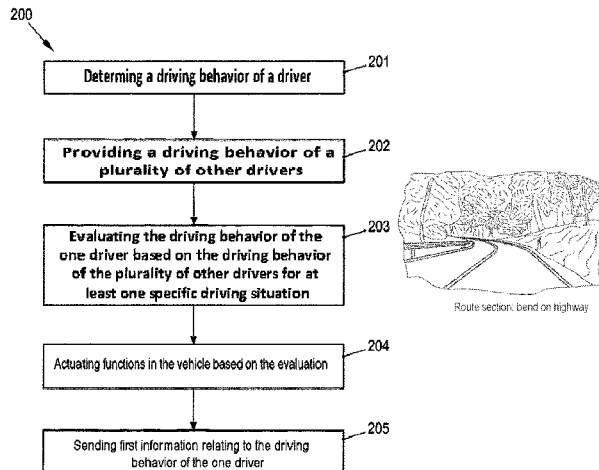 200
201
Determing a driving behavior of a driver
202
Providing a driving behavior of a
plurality of other drivers
203
Evaluating the driving behavior of the
one driver based on the driving behavior
of the plurality of other drivers for at
least one specific driving situation
Route section: bend on highway
204
Actuating functions in the vehicle based on the evaluation
205
Sending first information relating to the driving
behavior of the one driver